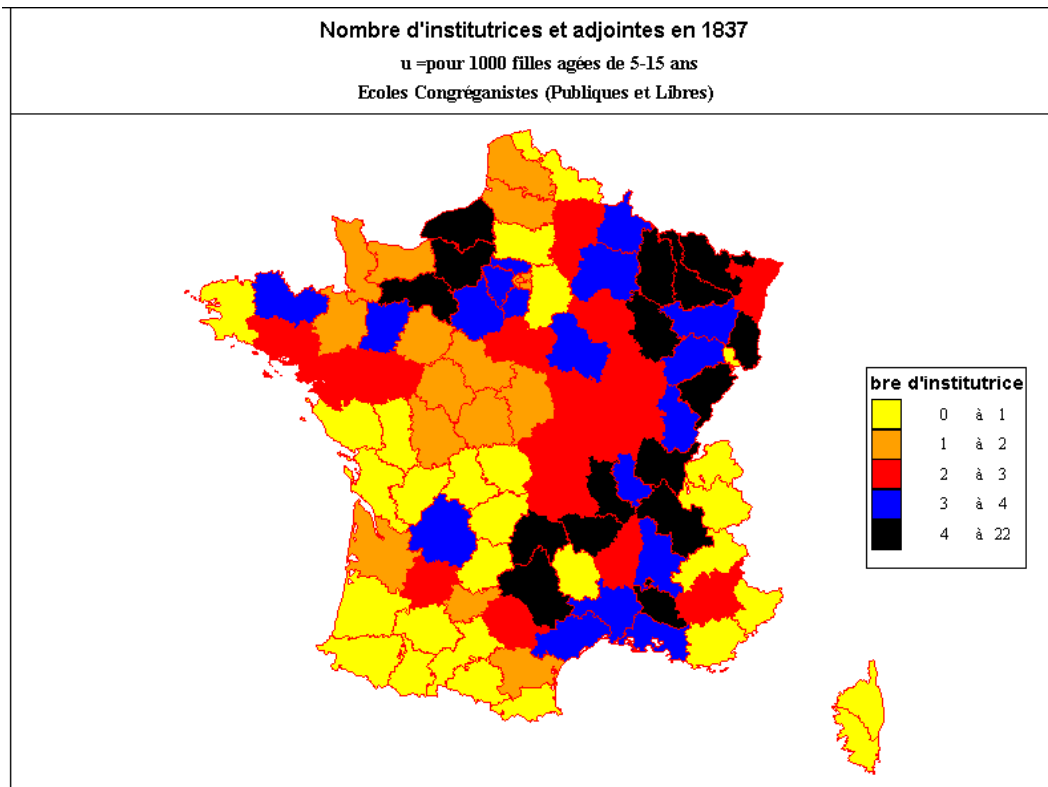 Nombre d'institutrices et adjointes en 1837
u =pour 1000 filles agées de 5-15 ans
Ecoles Congréganistes (Publiques et Libres)
bre d'institutrice
0 à 1
1 à 2
2 à 3
3 à 4
4 à 22